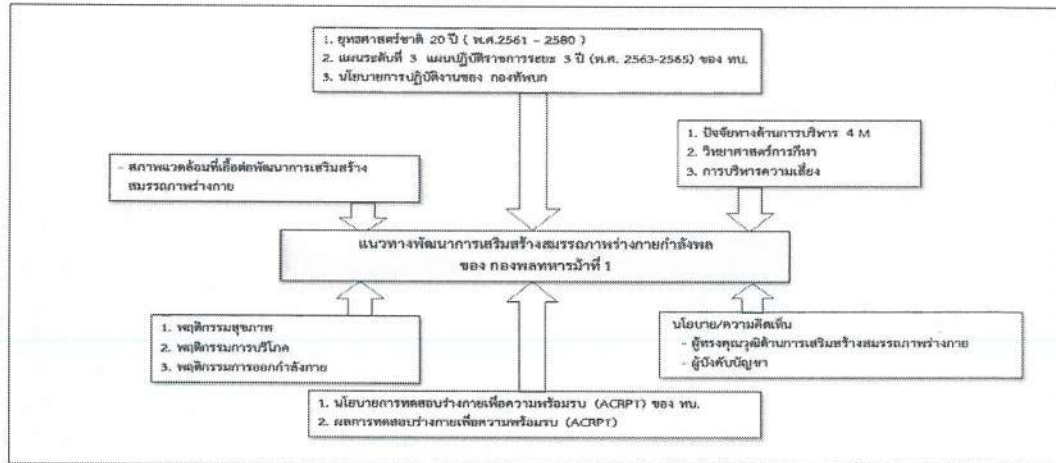 1. ยุทธศาสตร์ชาติ 20 ปี ( พ.ศ.2561 - 2580 )
2. แผนระดับที่ 3 แผนปฏิบัติราชการระยะ 3 ปี (พ.ศ. 2563-2565) ของ ทบ.
3. นโยบายการปฏิบัติงานของ กองทัพบก
1. ปัจจัยทางด้านการบริหาร 4 M
2. วิทยาศาสตร์การกีฬา
3. การบริหารความเสี่ยง
- สภาพแวดล้อมที่เอื้อต่อพัฒนาการเสริมสร้าง
สมรรถภาพร่างกาย
แนวทางพัฒนาการเสริมสร้างสมรรถภาพร่างกายกำลังพล
ของ กองพลทหารม้าที่ 1
1. พฤติกรรมสุขภาพ
2. พฤติกรรมการบริโภค
3. พฤติกรรมการออกกำลังกาย
นโยบาย/ความคิดเห็น
- ผู้ทรงคุณวุฒิด้านการเสริมสร้างสมรรถภาพร่างกาย
- ผู้บังคับบัญชา
1. นโยบายการทดสอบร่างกายเพื่อความพร้อมรบ (ACRPT) ของ ทบ.
2. ผลการทดสอบร่างกายเพื่อความพร้อมรบ (ACRPT)